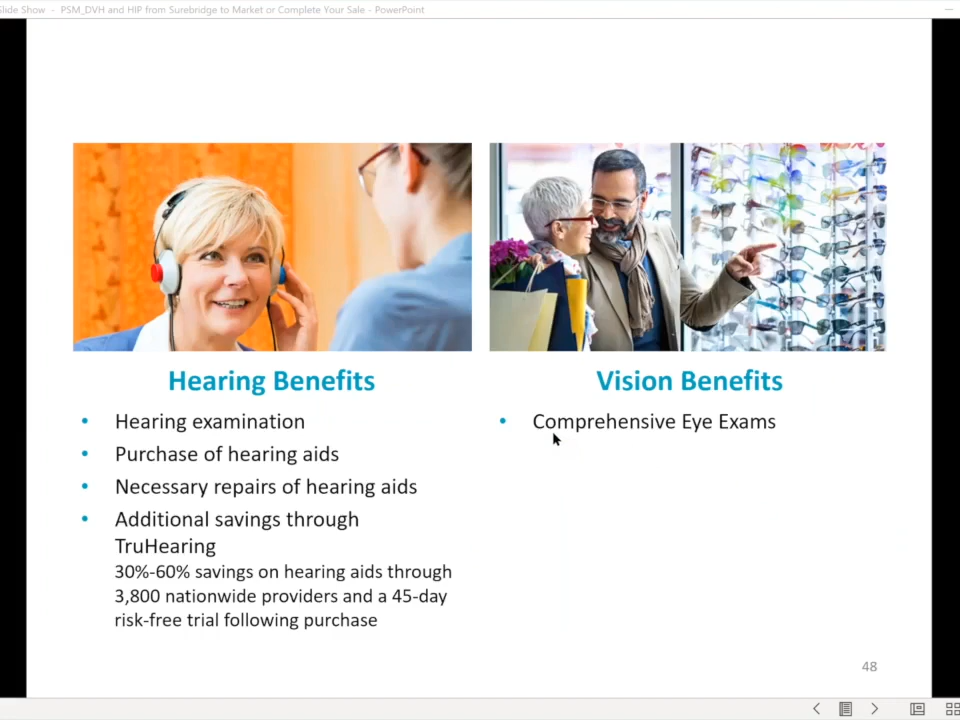 Slide Show - PSM_DVH and HIP from Surebridge to Market or Complete Your Sale - PowerPoint
Hearing Benefits
• Hearing examination
• Purchase of hearing aids
• Necessary repairs of hearing aids
• Additional savings through
TruHearing
30%-60% savings on hearing aids through
3,800 nationwide providers and a 45-day
risk-free trial following purchase
Vision Benefits
• Comprehensive Eye Exams
48